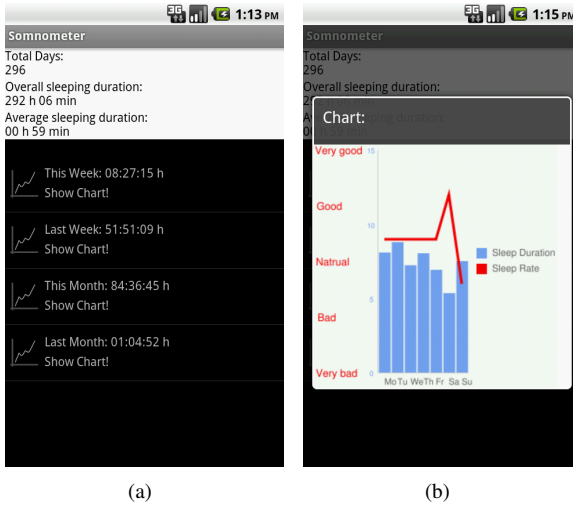 3G 1:13 PM
Somnometer
Total Days:
296
Overall sleeping duration:
292 h 06 min
Average sleeping duration:
00 h 59 min
This Week: 08:27:15 h
Show Chart!
Last Week: 51:51:09 h
Show Chart!
This Month: 84:36:45 h
Show Chart!
Last Month: 01:04:52 h
Show Chart!
(a)
3G 1:15 PM
Somnometer
Total Days:
296
Overall sleeping duration:
Chart:
Very good
Good
Natrual
Bad
Very bad
15
10
5
0
Mo Tu We Th Fr Sa Su
Sleep Duration
Sleep Rate
(b)